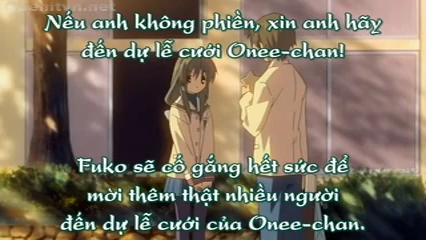 Nếu anh không phiền, xin anh hãy
đến dự lễ cưới Onee-chan!
Fuko sẽ cố gắng hết sức để
mời thêm thật nhiều người
đến dự lễ cưới của Onee-chan.